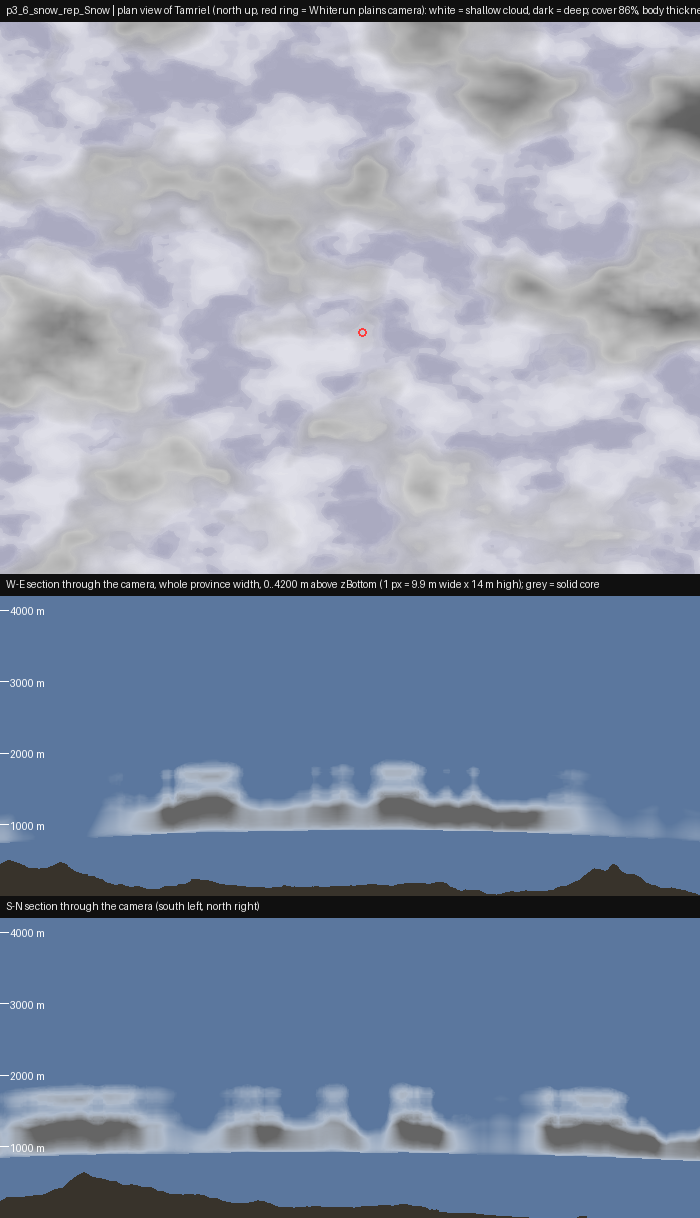 p3_6_snow_rep_Snow | plan view of Tamriel (north up, red ring = Whiterun plains camera): white = shallow cloud, dark = deep; cover 86%, body thickne
W-E section through the camera, whole province width, 0..4200 m above zBottom (1 px = 9.9 m wide x 14 m high); grey = solid core
4000 m
3000 m
2000 m
1000 m
S-N section through the camera (south left, north right)
4000 m
3000 m
2000 m
1000 m